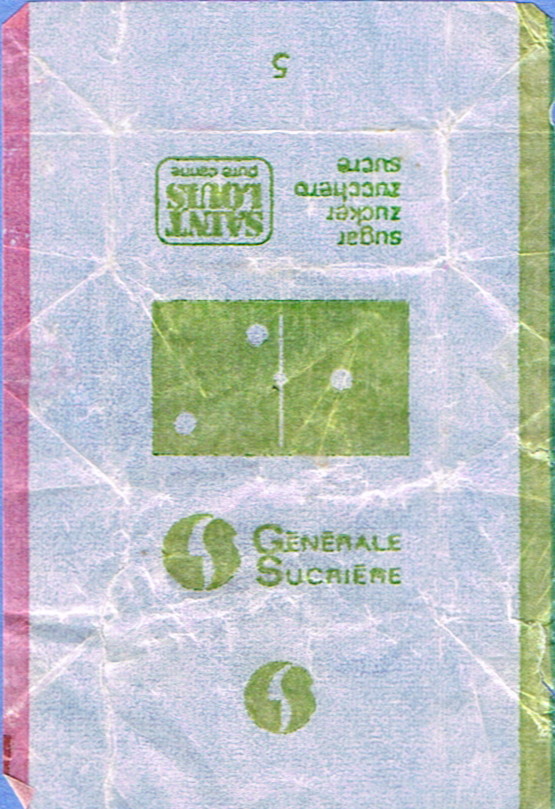 5
sugar
zucker
zucchero
sucre
SAINT
LOUIS
pure canne
GÉNÉRALE
SUCRIÈRE